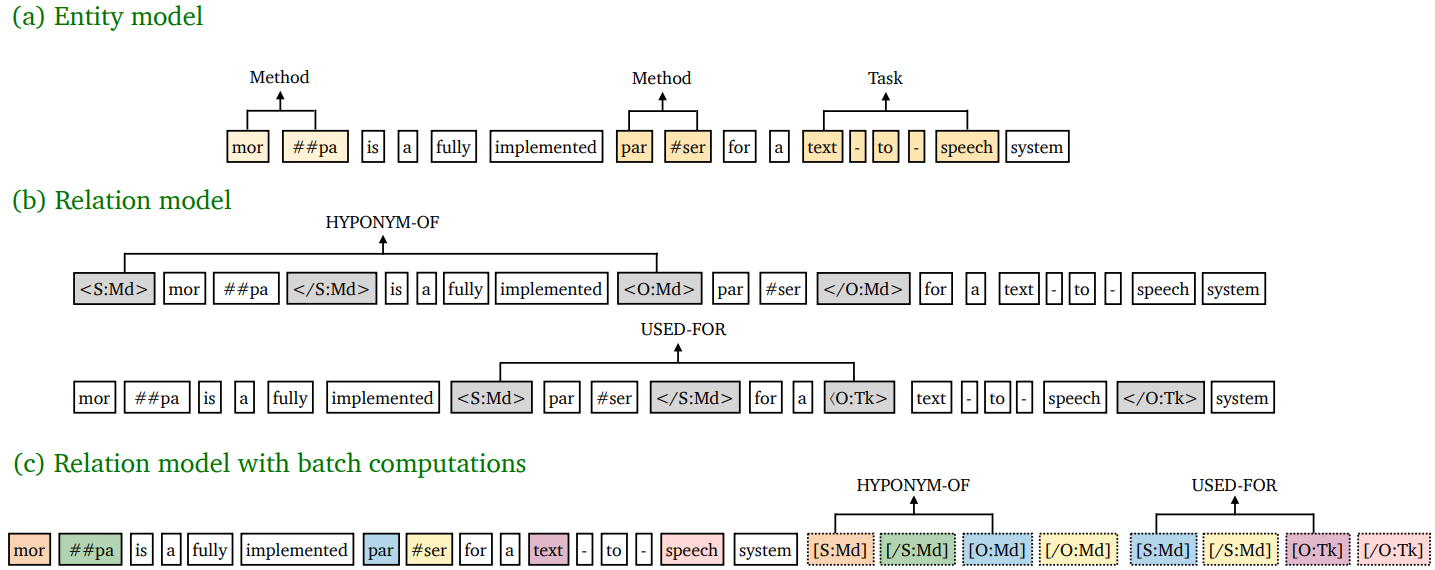 (a) Entity model
Method Method Task
mor ##pa is a fully implemented par #ser for a text - to - speech system
(b) Relation model
HYPONYM-OF
<S:Md> mor ##pa </S:Md> is a fully implemented <O:Md> par #ser </O:Md> for a text - to - speech system
USED-FOR
mor ##pa is a fully implemented <S:Md> par #ser </S:Md> for a ⟨O:Tk> text - to - speech </O:Tk> system
(c) Relation model with batch computations
HYPONYM-OF USED-FOR
mor ##pa is a fully implemented par #ser for a text - to - speech system [S:Md] [/S:Md] [O:Md] [/O:Md] [S:Md] [/S:Md] [O:Tk] [/O:Tk]